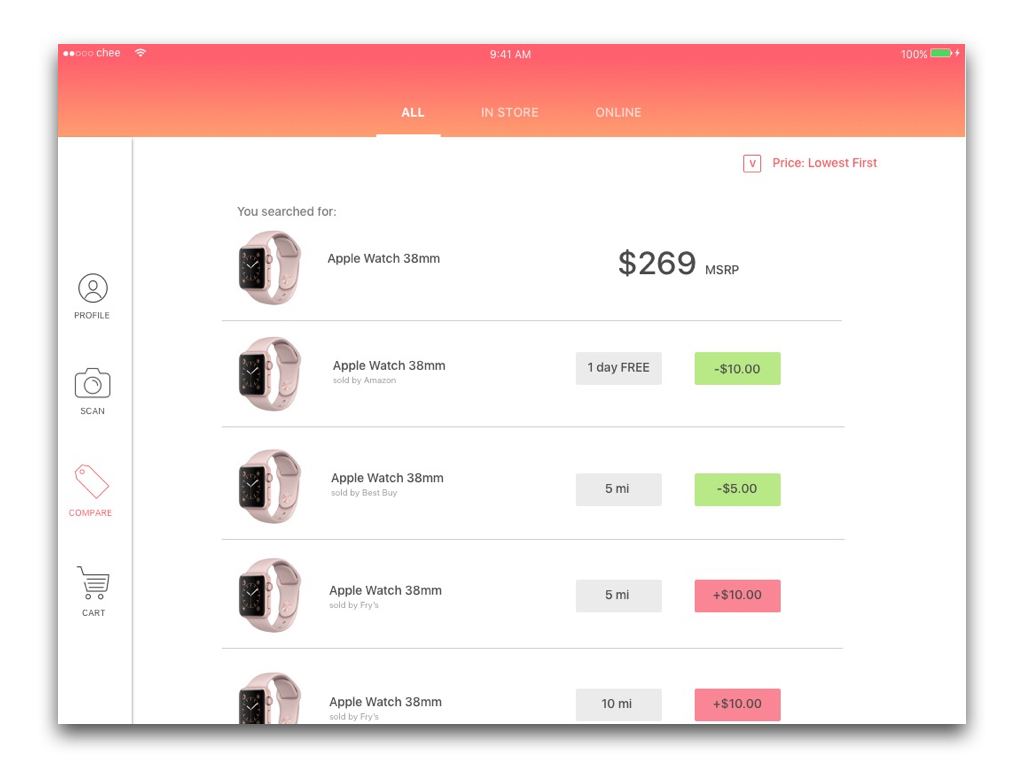 chee
9:41 AM
100%
ALL
IN STORE
ONLINE
V Price: Lowest First
You searched for:
Apple Watch 38mm
$269 MSRP
PROFILE
Apple Watch 38mm
sold by Amazon
1 day FREE
-$10.00
SCAN
Apple Watch 38mm
sold by Best Buy
5 mi
-$5.00
COMPARE
Apple Watch 38mm
sold by Fry's
5 mi
+$10.00
CART
Apple Watch 38mm
sold by Fry's
10 mi
+$10.00